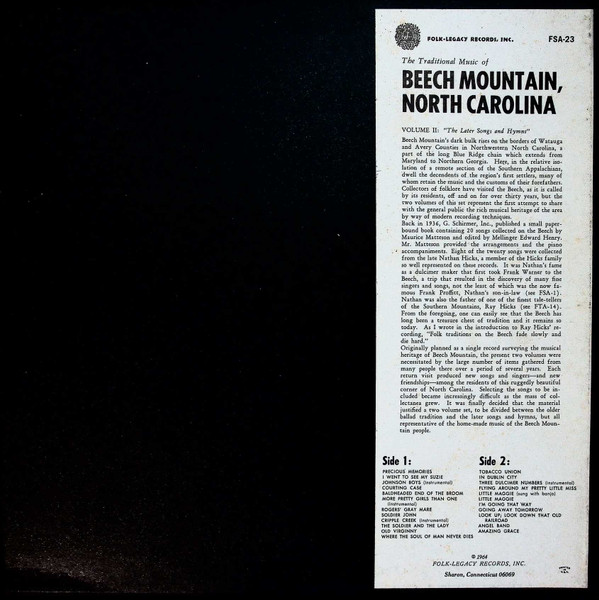 FOLK-LEGACY RECORDS, INC.
FSA-23
The Traditional Music of
BEECH MOUNTAIN,
NORTH CAROLINA
VOLUME II: "The Later Songs and Hymns"
Beech Mountain's dark bulk rises on the borders of Watauga
and Avery Counties in Northwestern North Carolina, a
part of the long Blue Ridge chain which extends from
Maryland to Northern Georgia. Here, in the relative iso-
lation of a remote section of the Southern Appalachians,
dwell the decendents of the region's first settlers, many of
whom retain the music and the customs of their forefathers.
Collectors of folklore have visited the Beech, as it is called
by its residents, off and on for over thirty years, but the
two volumes of this set represent the first attempt to share
with the general public the rich musical heritage of the area
by way of modern recording techniques.
Back in 1936, G. Schirmer, Inc., published a small paper-
bound book containing 20 songs collected on the Beech by
Maurice Matteson and edited by Mellinger Edward Henry.
Mr. Matteson provided the arrangements and the piano
accompaniments. Eight of the twenty songs were collected
from the late Nathan Hicks, a member of the Hicks family
so well represented on these records. It was Nathan's fame
as a dulcimer maker that first took Frank Warner to the
Beech, a trip that resulted in the discovery of many fine
singers and songs, not the least of which was the now fa-
mous Frank Proffitt, Nathan's son-in-law (see FSA-1).
Nathan was also the father of one of the finest tale-tellers
of the Southern Mountains, Ray Hicks (see FTA-14).
From the foregoing, one can easily see that the Beech has
long been a treasure chest of tradition and it remains so
today. As I wrote in the introduction to Ray Hicks' re-
cording, "Folk traditions on the Beech fade slowly and
die hard."
Originally planned as a single record surveying the musical
heritage of Beech Mountain, the present two volumes were
necessitated by the large number of items gathered from
many people there over a period of several years. Each
return visit produced new songs and singers—and new
friendships—among the residents of this ruggedly beautiful
corner of North Carolina. Selecting the songs to be in-
cluded became increasingly difficult as the mass of col-
lectanea grew. It was finally decided that the material
justified a two volume set, to be divided between the older
ballad tradition and the later songs and hymns, but all
representative of the home-made music of the Beech Moun-
tain people.
Side 1:
PRECIOUS MEMORIES
I WENT TO SEE MY SUZIE
JOHNSON BOYS (instrumental)
COURTING CASE
BALDHEADED END OF THE BROOM
MORE PRETTY GIRLS THAN ONE
(instrumental)
ROGERS' GRAY MARE
SOLDIER JOHN
CRIPPLE CREEK (instrumental)
THE SOLDIER AND THE LADY
OLD VIRGINNY
WHERE THE SOUL OF MAN NEVER DIES
Side 2:
TOBACCO UNION
IN DUBLIN CITY
THREE DULCIMER NUMBERS (instrumental)
FLYING AROUND MY PRETTY LITTLE MISS
LITTLE MAGGIE (sung with banjo)
LITTLE MAGGIE
I'M GOING THAT WAY
GOING AWAY TOMORROW
LOOK UP, LOOK DOWN THAT OLD
RAILROAD
ANGEL BAND
AMAZING GRACE
© 1964
FOLK-LEGACY RECORDS, INC.
Sharon, Connecticut 06069